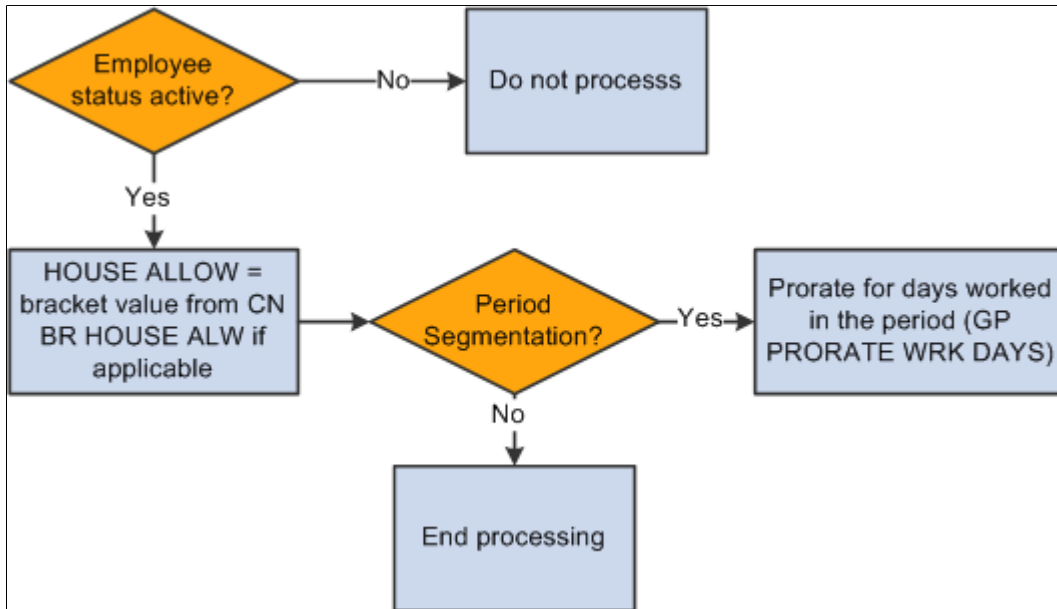 Employee
status active?
No
Do not processs
Yes
HOUSE ALLOW =
bracket value from CN
BR HOUSE ALW if
applicable
Period
Segmentation?
Yes
Prorate for days worked
in the period (GP
PRORATE WRK DAYS)
No
End processing